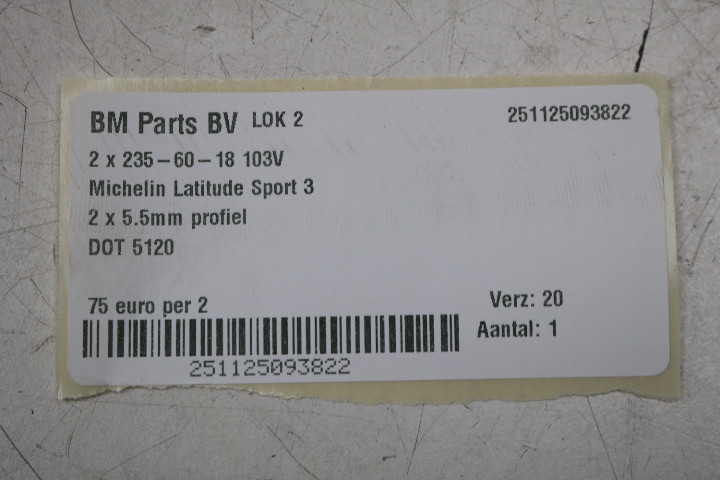 BM Parts BV LOK 2 251125093822
2 x 235-60-18 103V
Michelin Latitude Sport 3
2 x 5.5mm profiel
DOT 5120
75 euro per 2 Verz: 20
Aantal: 1
251125093822